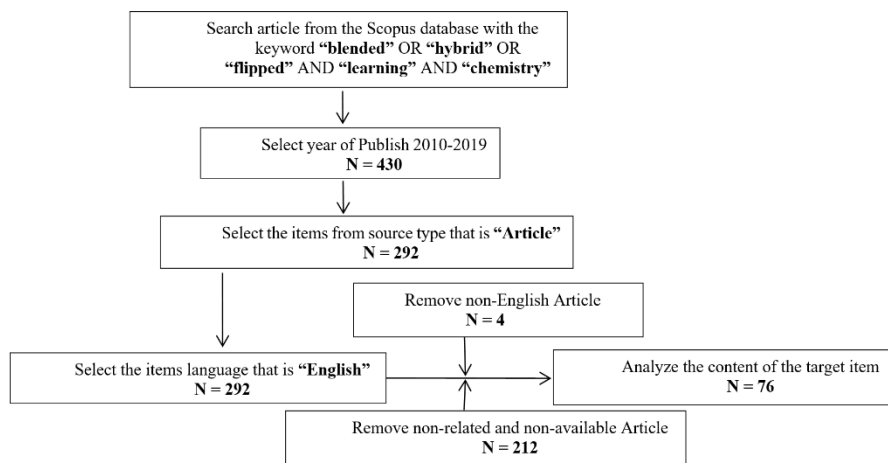 Search article from the Scopus database with the
keyword “blended” OR “hybrid” OR
“flipped” AND “learning” AND “chemistry”
Select year of Publish 2010-2019
N = 430
Select the items from source type that is “Article”
N = 292
Remove non-English Article
N = 4
Select the items language that is “English”
N = 292
Analyze the content of the target item
N = 76
Remove non-related and non-available Article
N = 212